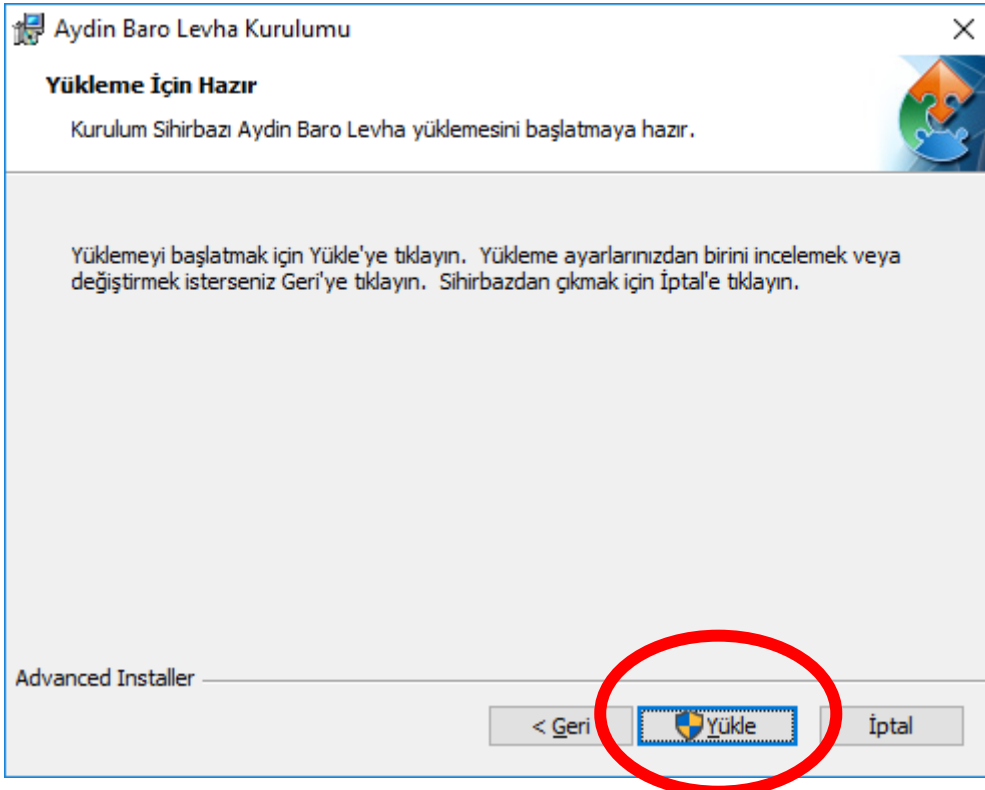 Aydin Baro Levha Kurulumu
Yükleme İçin Hazır
Kurulum Sihirbazı Aydin Baro Levha yüklemesini başlatmaya hazır.
Yüklemeyi başlatmak için Yükle'ye tıklayın.  Yükleme ayarlarınızdan birini incelemek veya
değiştirmek isterseniz Geri'ye tıklayın.  Sihirbazdan çıkmak için İptal'e tıklayın.
Advanced Installer
< Geri Yükle İptal